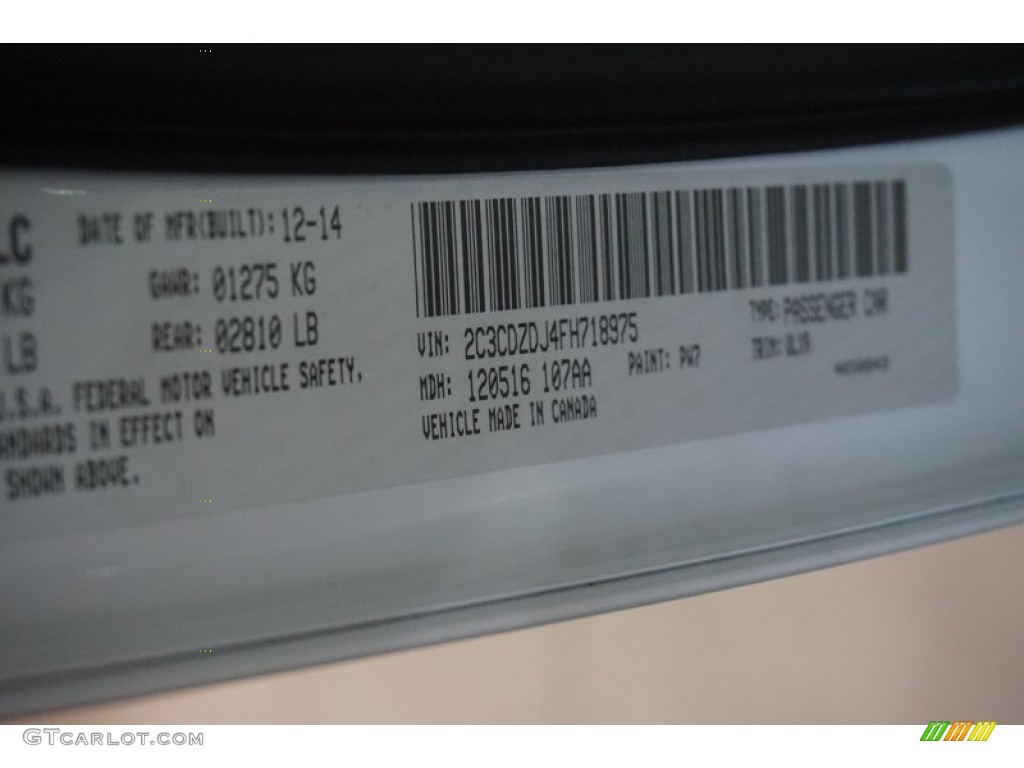 LC DATE OF MFR(BUILT): 12-14
KG GAWR: 01275 KG
LB REAR: 02810 LB
U.S.A. FEDERAL MOTOR VEHICLE SAFETY,
ANDARDS IN EFFECT ON
SHOWN ABOVE.
VIN: 2C3CDZDJ4FH718975 TYPE: PASSENGER CAR
MDH: 120516 107AA PAINT: PW7 TRIM:
VEHICLE MADE IN CANADA
GTCarlot.com